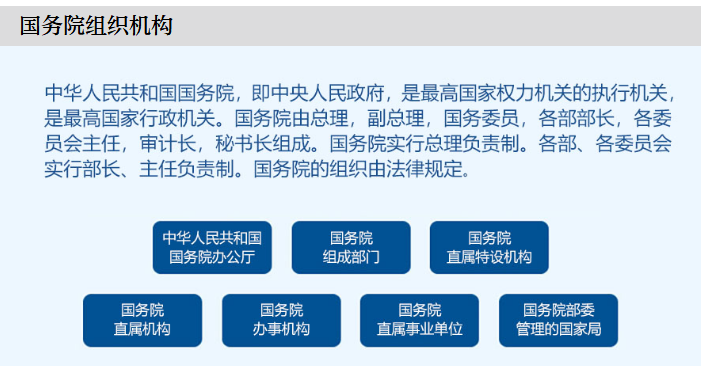 国务院组织机构
中华人民共和国国务院，即中央人民政府，是最高国家权力机关的执行机关，
是最高国家行政机关。国务院由总理，副总理，国务委员，各部部长，各委
员会主任，审计长，秘书长组成。国务院实行总理负责制。各部、各委员会
实行部长、主任负责制。国务院的组织由法律规定。
中华人民共和国
国务院办公厅
国务院
组成部门
国务院
直属特设机构
国务院
直属机构
国务院
办事机构
国务院
直属事业单位
国务院部委
管理的国家局